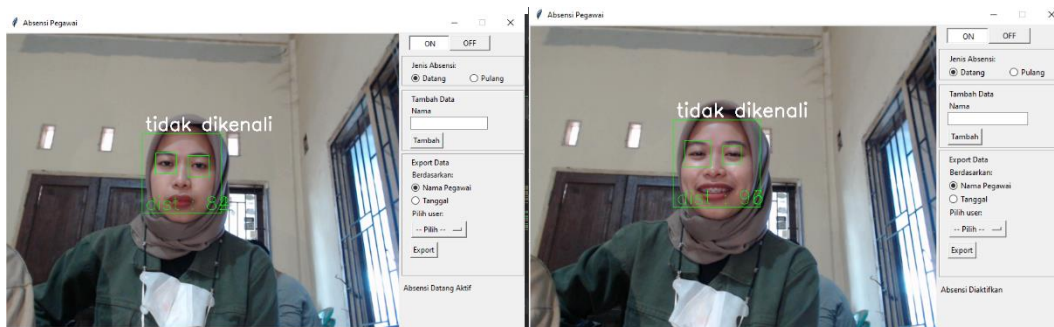 Absensi Pegawai
ON OFF
Jenis Absensi:
Datang Pulang
Tambah Data
Nama
Tambah
Export Data
Berdasarkan:
Nama Pegawai
Tanggal
Pilih user:
-- Pilih --
Export
Absensi Datang Aktif
tidak dikenali
dist
Absensi Pegawai
ON OFF
Jenis Absensi:
Datang Pulang
Tambah Data
Nama
Tambah
Export Data
Berdasarkan:
Nama Pegawai
Tanggal
Pilih user:
-- Pilih --
Export
Absensi Diaktifkan
tidak dikenali
dist